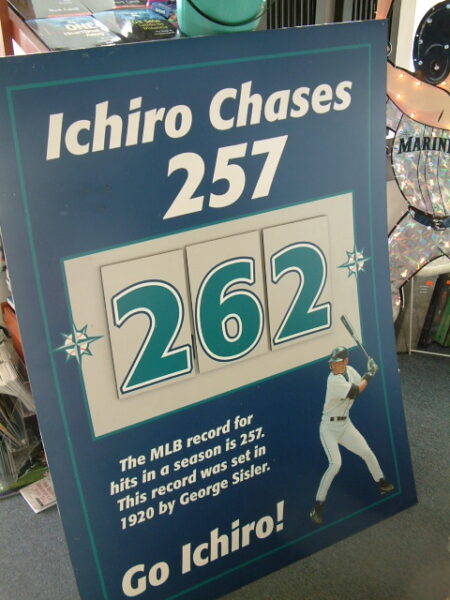 Ichiro Chases
257
262
The MLB record for
hits in a season is 257.
This record was set in
1920 by George Sisler.
Go Ichiro!
MARIN